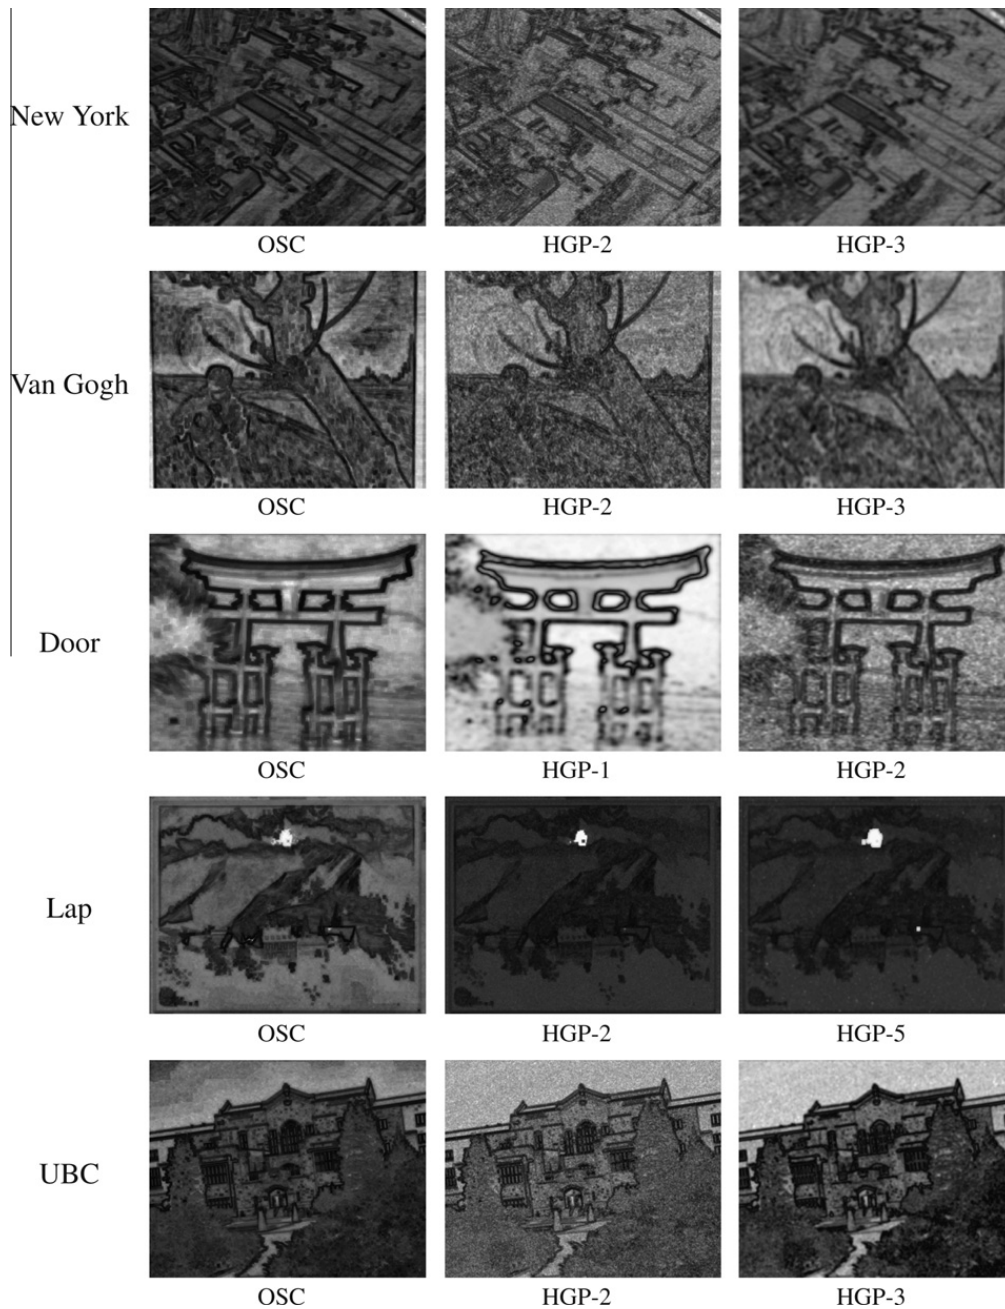 New York
OSC HGP-2 HGP-3
Van Gogh
OSC HGP-2 HGP-3
Door
OSC HGP-1 HGP-2
Lap
OSC HGP-2 HGP-5
UBC
OSC HGP-2 HGP-3